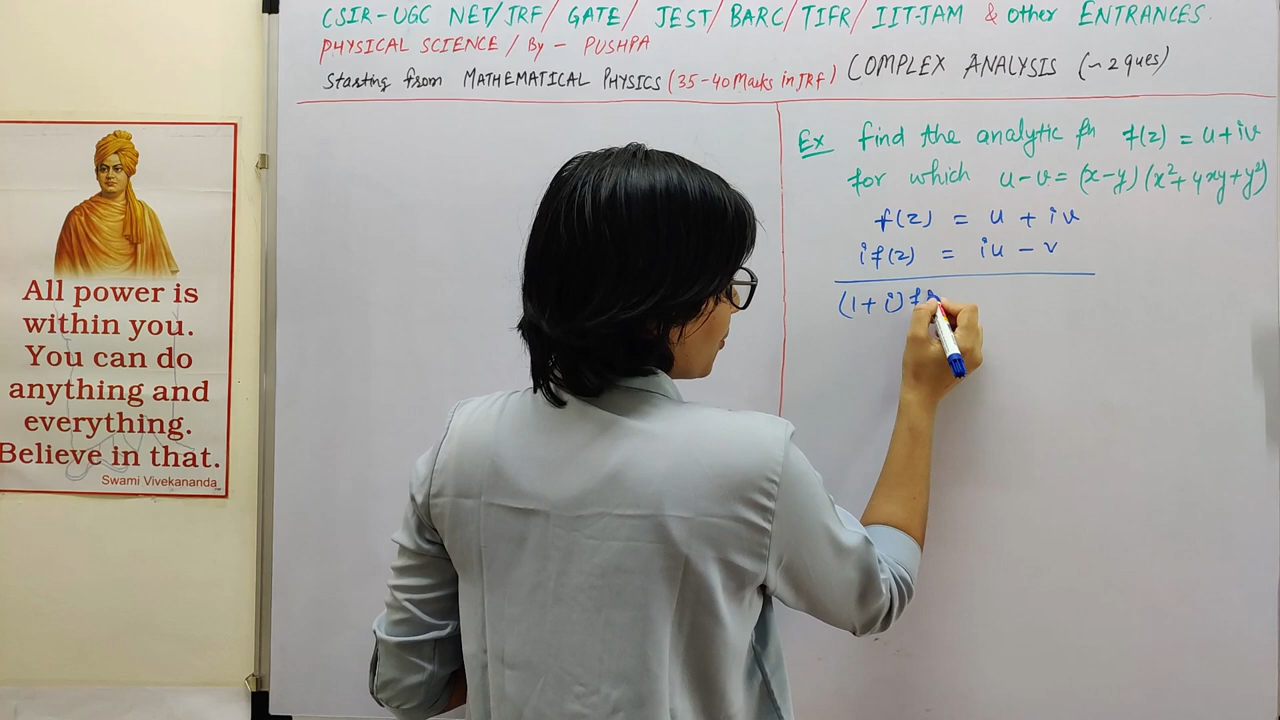 CSIR-UGC NET/JRF/ GATE/ JEST/BARC/TIFR/IIT-JAM & Other ENTRANCES.
PHYSICAL SCIENCE / By - PUSHPA
Starting from MATHEMATICAL PHYSICS (35-40 Marks in JRF) COMPLEX ANALYSIS (~2 ques)
Ex find the analytic fn f(z) = u+iv
for which u-v = (x-y) (x²+4xy+y²)
f(z) = u + iv
if(z) = iu - v
(1+i)f
All power is
within you.
You can do
anything and
everything.
Believe in that.
Swami Vivekananda